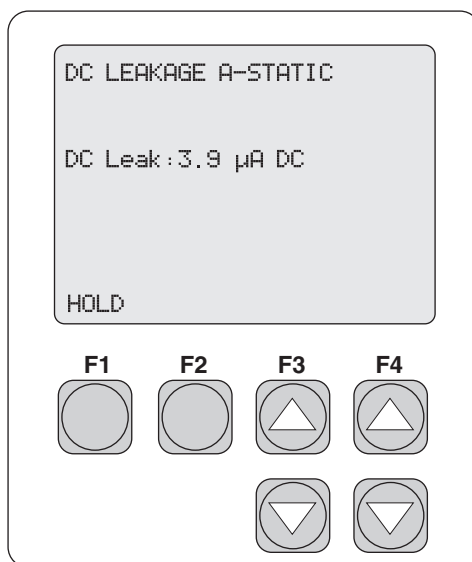 DC LEAKAGE A-STATIC
DC Leak:3.9 µA DC
HOLD
F1 F2 F3 F4